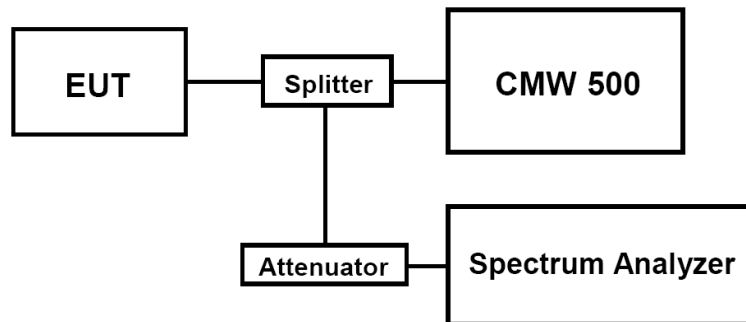 EUT
Splitter
CMW 500
Attenuator
Spectrum Analyzer